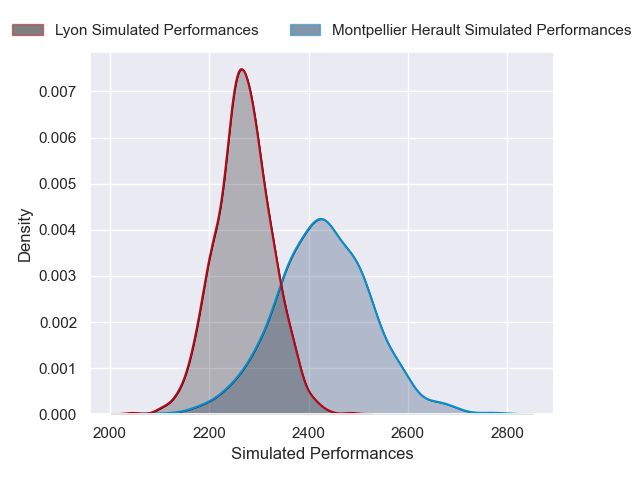 Lyon Simulated Performances
Montpellier Herault Simulated Performances
0.007
0.006
0.005
0.004
0.003
0.002
0.001
0.000
Density
2000 2200 2400 2600 2800
Simulated Performances